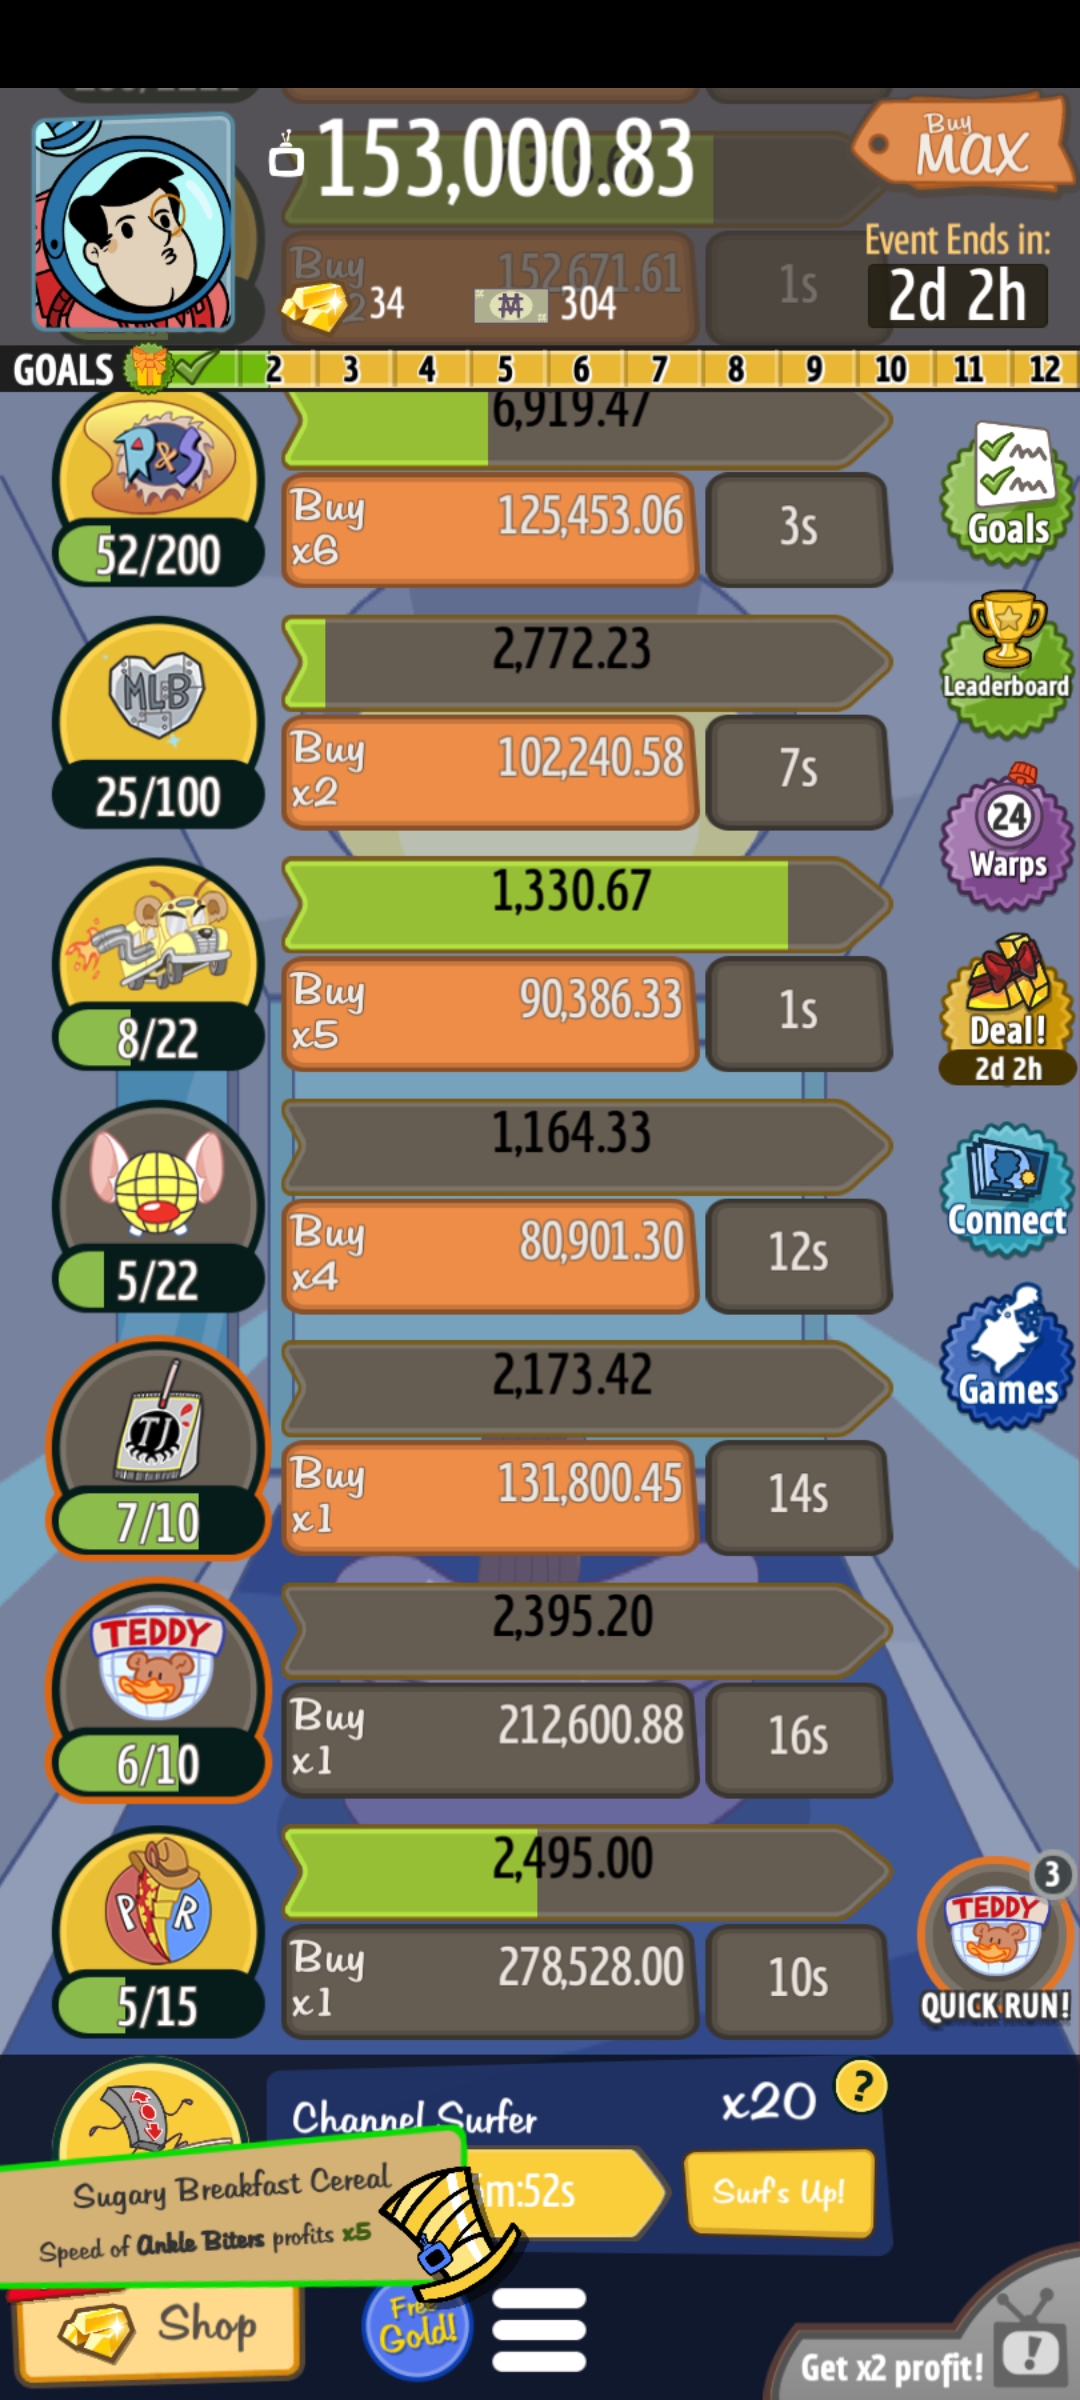 153,000.83
Buy
MAX
Event Ends in:
2d 2h
Buy
152,671.61
1s
34
304
GOALS
2 3 4 5 6 7 8 9 10 11 12
6,919.47
R&S
Buy
x6
125,453.06
3s
52/200
Goals
2,772.23
MLB
Buy
x2
102,240.58
7s
25/100
Leaderboard
24
Warps
1,330.67
Buy
x5
90,386.33
1s
8/22
Deal!
2d 2h
1,164.33
Buy
x4
80,901.30
12s
5/22
Connect
2,173.42
TJ
Buy
x1
131,800.45
14s
7/10
Games
2,395.20
TEDDY
Buy
x1
212,600.88
16s
6/10
2,495.00
P R
Buy
x1
278,528.00
10s
5/15
3
TEDDY
QUICK RUN!
Channel Surfer
x20
?
m:52s
Surf's Up!
Sugary Breakfast Cereal
Speed of Ankle Biters profits x5
Shop
Free
Gold!
Get x2 profit!